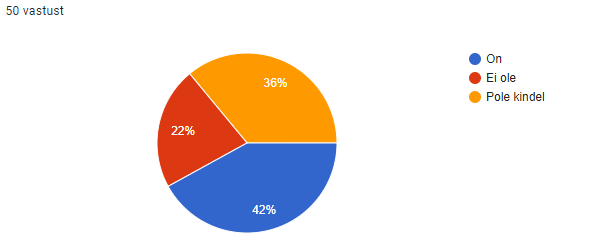 50 vastust
On
Ei ole
Pole kindel
36%
22%
42%